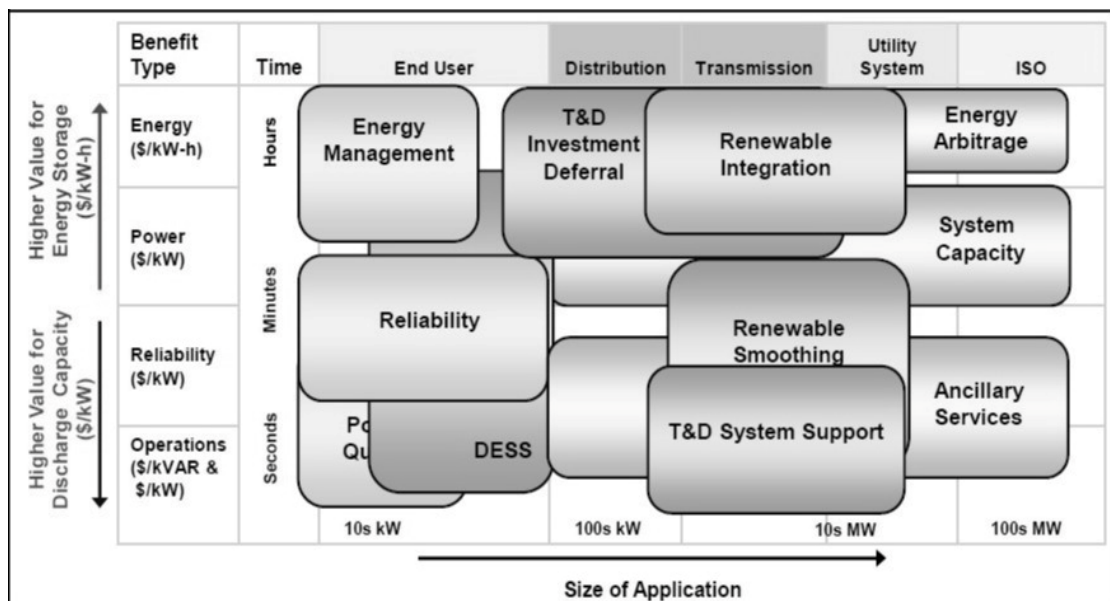 Benefit
Type
Time
End User
Distribution
Transmission
Utility
System
ISO
Higher Value for
Energy Storage
($/kW-h)
Higher Value for
Discharge Capacity
($/kW)
Energy
($/kW-h)
Power
($/kW)
Reliability
($/kW)
Operations
($/kVAR &
$/kW)
Hours
Minutes
Seconds
Energy
Management
T&D
Investment
Deferral
Renewable
Integration
Energy
Arbitrage
System
Capacity
Reliability
Renewable
Smoothing
Ancillary
Services
Po
Qu
DESS
T&D System Support
10s kW
100s kW
10s MW
100s MW
Size of Application